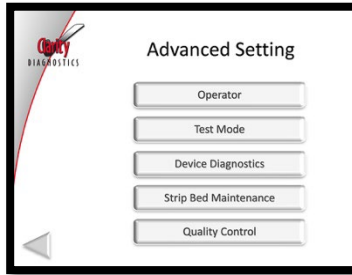 Clarity
DIAGNOSTICS
Advanced Setting
Operator
Test Mode
Device Diagnostics
Strip Bed Maintenance
Quality Control